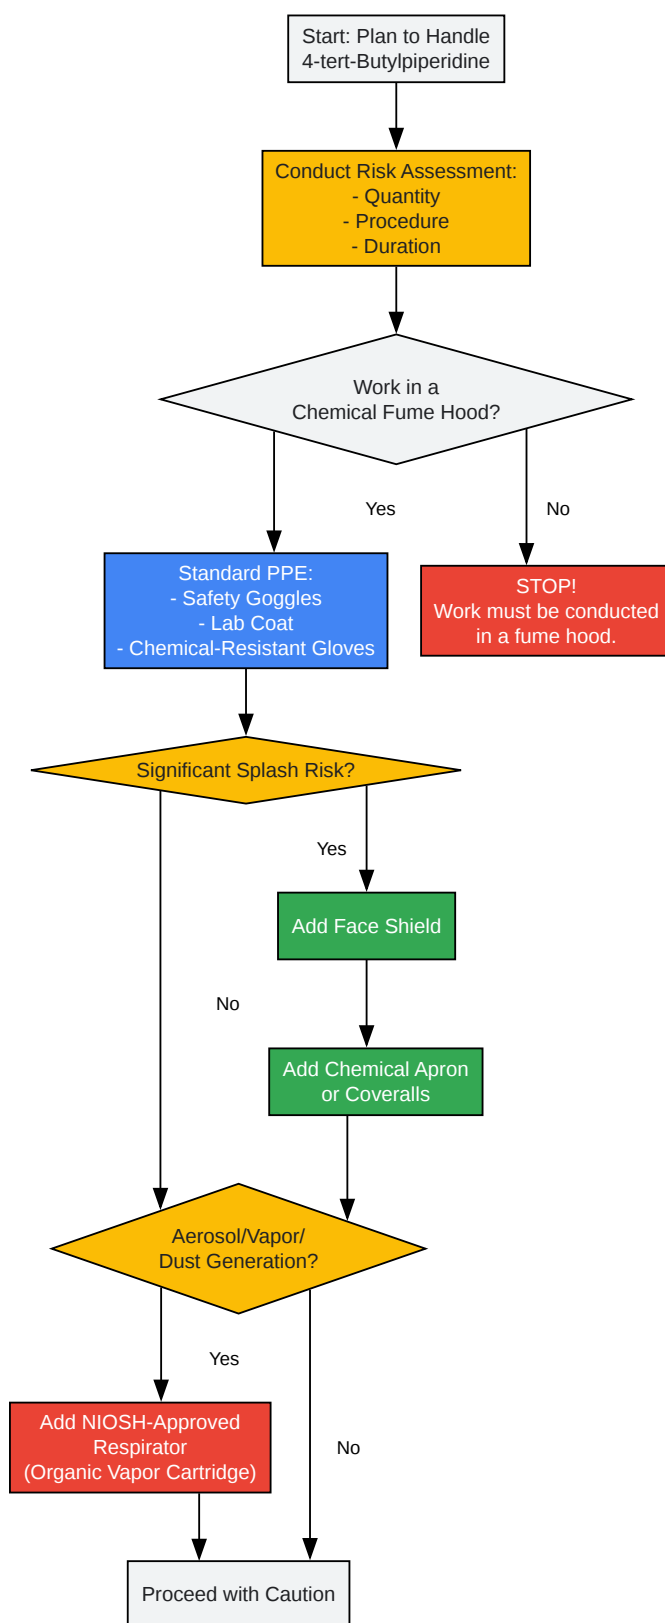 Start: Plan to Handle
4-tert-Butylpiperidine
Conduct Risk Assessment:
- Quantity
- Procedure
- Duration
Work in a
Chemical Fume Hood?
Yes
No
Standard PPE:
- Safety Goggles
- Lab Coat
- Chemical-Resistant Gloves
STOP!
Work must be conducted
in a fume hood.
Significant Splash Risk?
Yes
Add Face Shield
No
Add Chemical Apron
or Coveralls
Aerosol/Vapor/
Dust Generation?
Yes
Add NIOSH-Approved
Respirator
(Organic Vapor Cartridge)
No
Proceed with Caution